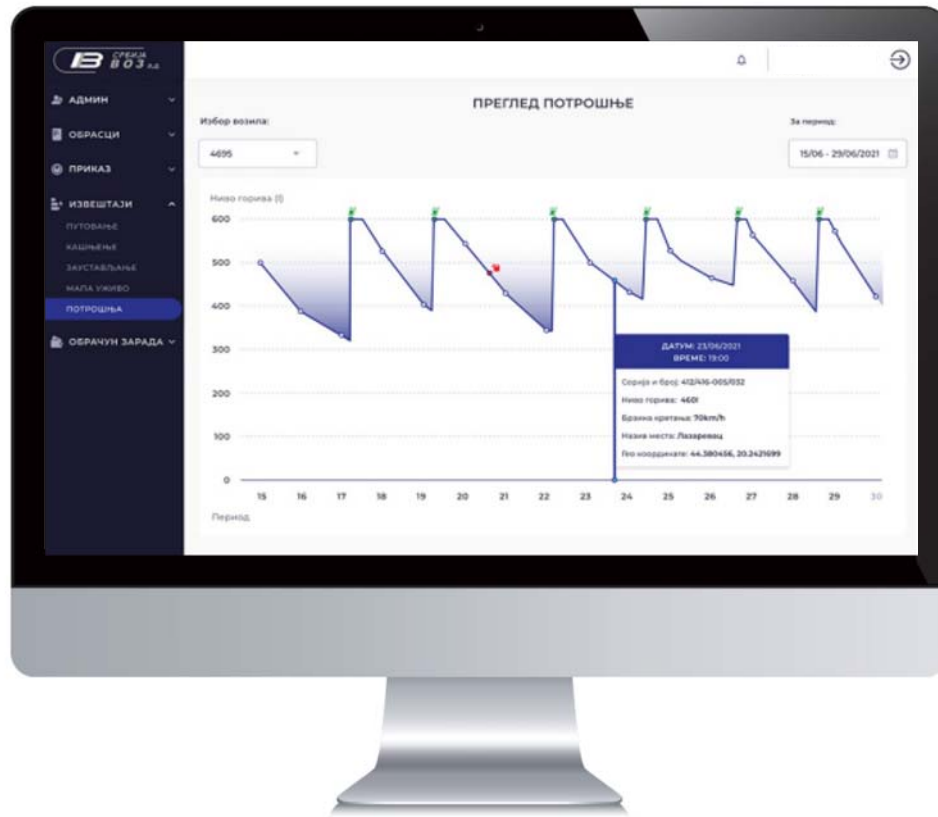 СРБИЈА
ВОЗ а.д.
АДМИН
ОБРАСЦИ
ПРИКАЗ
ИЗВЕШТАЈИ
ПУТОВАЊЕ
КАШЊЕЊЕ
ЗАУСТАВЉАЊЕ
МАПА УЖИВО
ПОТРОШЊА
ОБРАЧУН ЗАРАДА
ПРЕГЛЕД ПОТРОШЊЕ
Избор возила:
4695
За период:
15/06 - 29/06/2021
Ниво горива (l)
600
500
400
300
200
100
0
15 16 17 18 19 20 21 22 23 24 25 26 27 28 29 30
Период
ДАТУМ: 23/06/2021
ВРЕМЕ: 19:00
Серија и број: 412/416-005/032
Ниво горива: 460l
Брзина кретања: 70km/h
Назив места: Лазаревац
Гео координате: 44.380456, 20.2421699